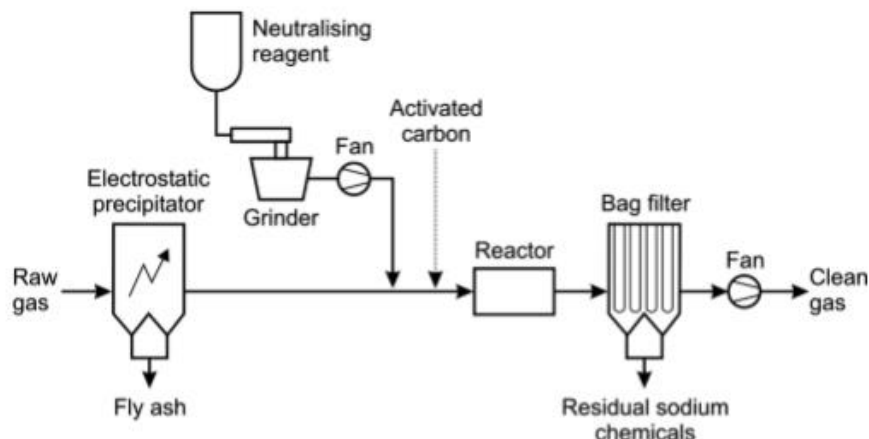 Neutralising
reagent
Activated
carbon
Fan
Electrostatic
precipitator
Grinder
Bag filter
Reactor
Fan
Raw
gas
Clean
gas
Fly ash
Residual sodium
chemicals